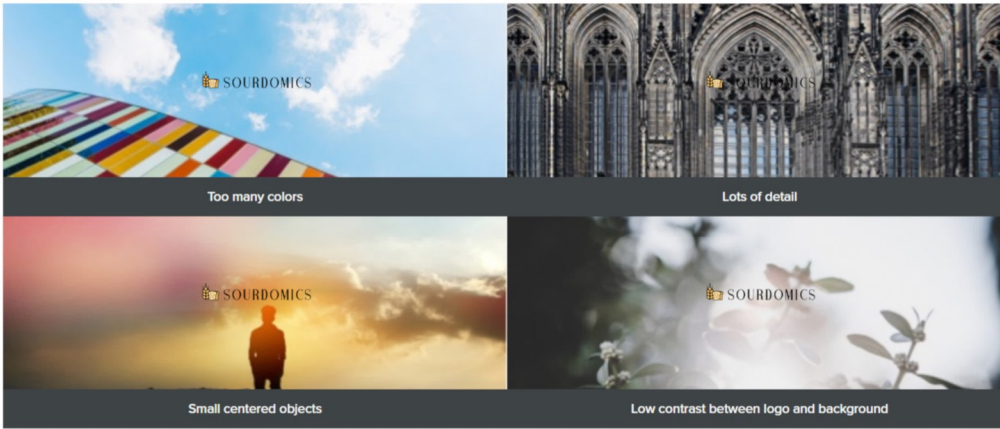 SOURDOMICS
SOURDOMICS
Too many colors
Lots of detail
SOURDOMICS
SOURDOMICS
Small centered objects
Low contrast between logo and background